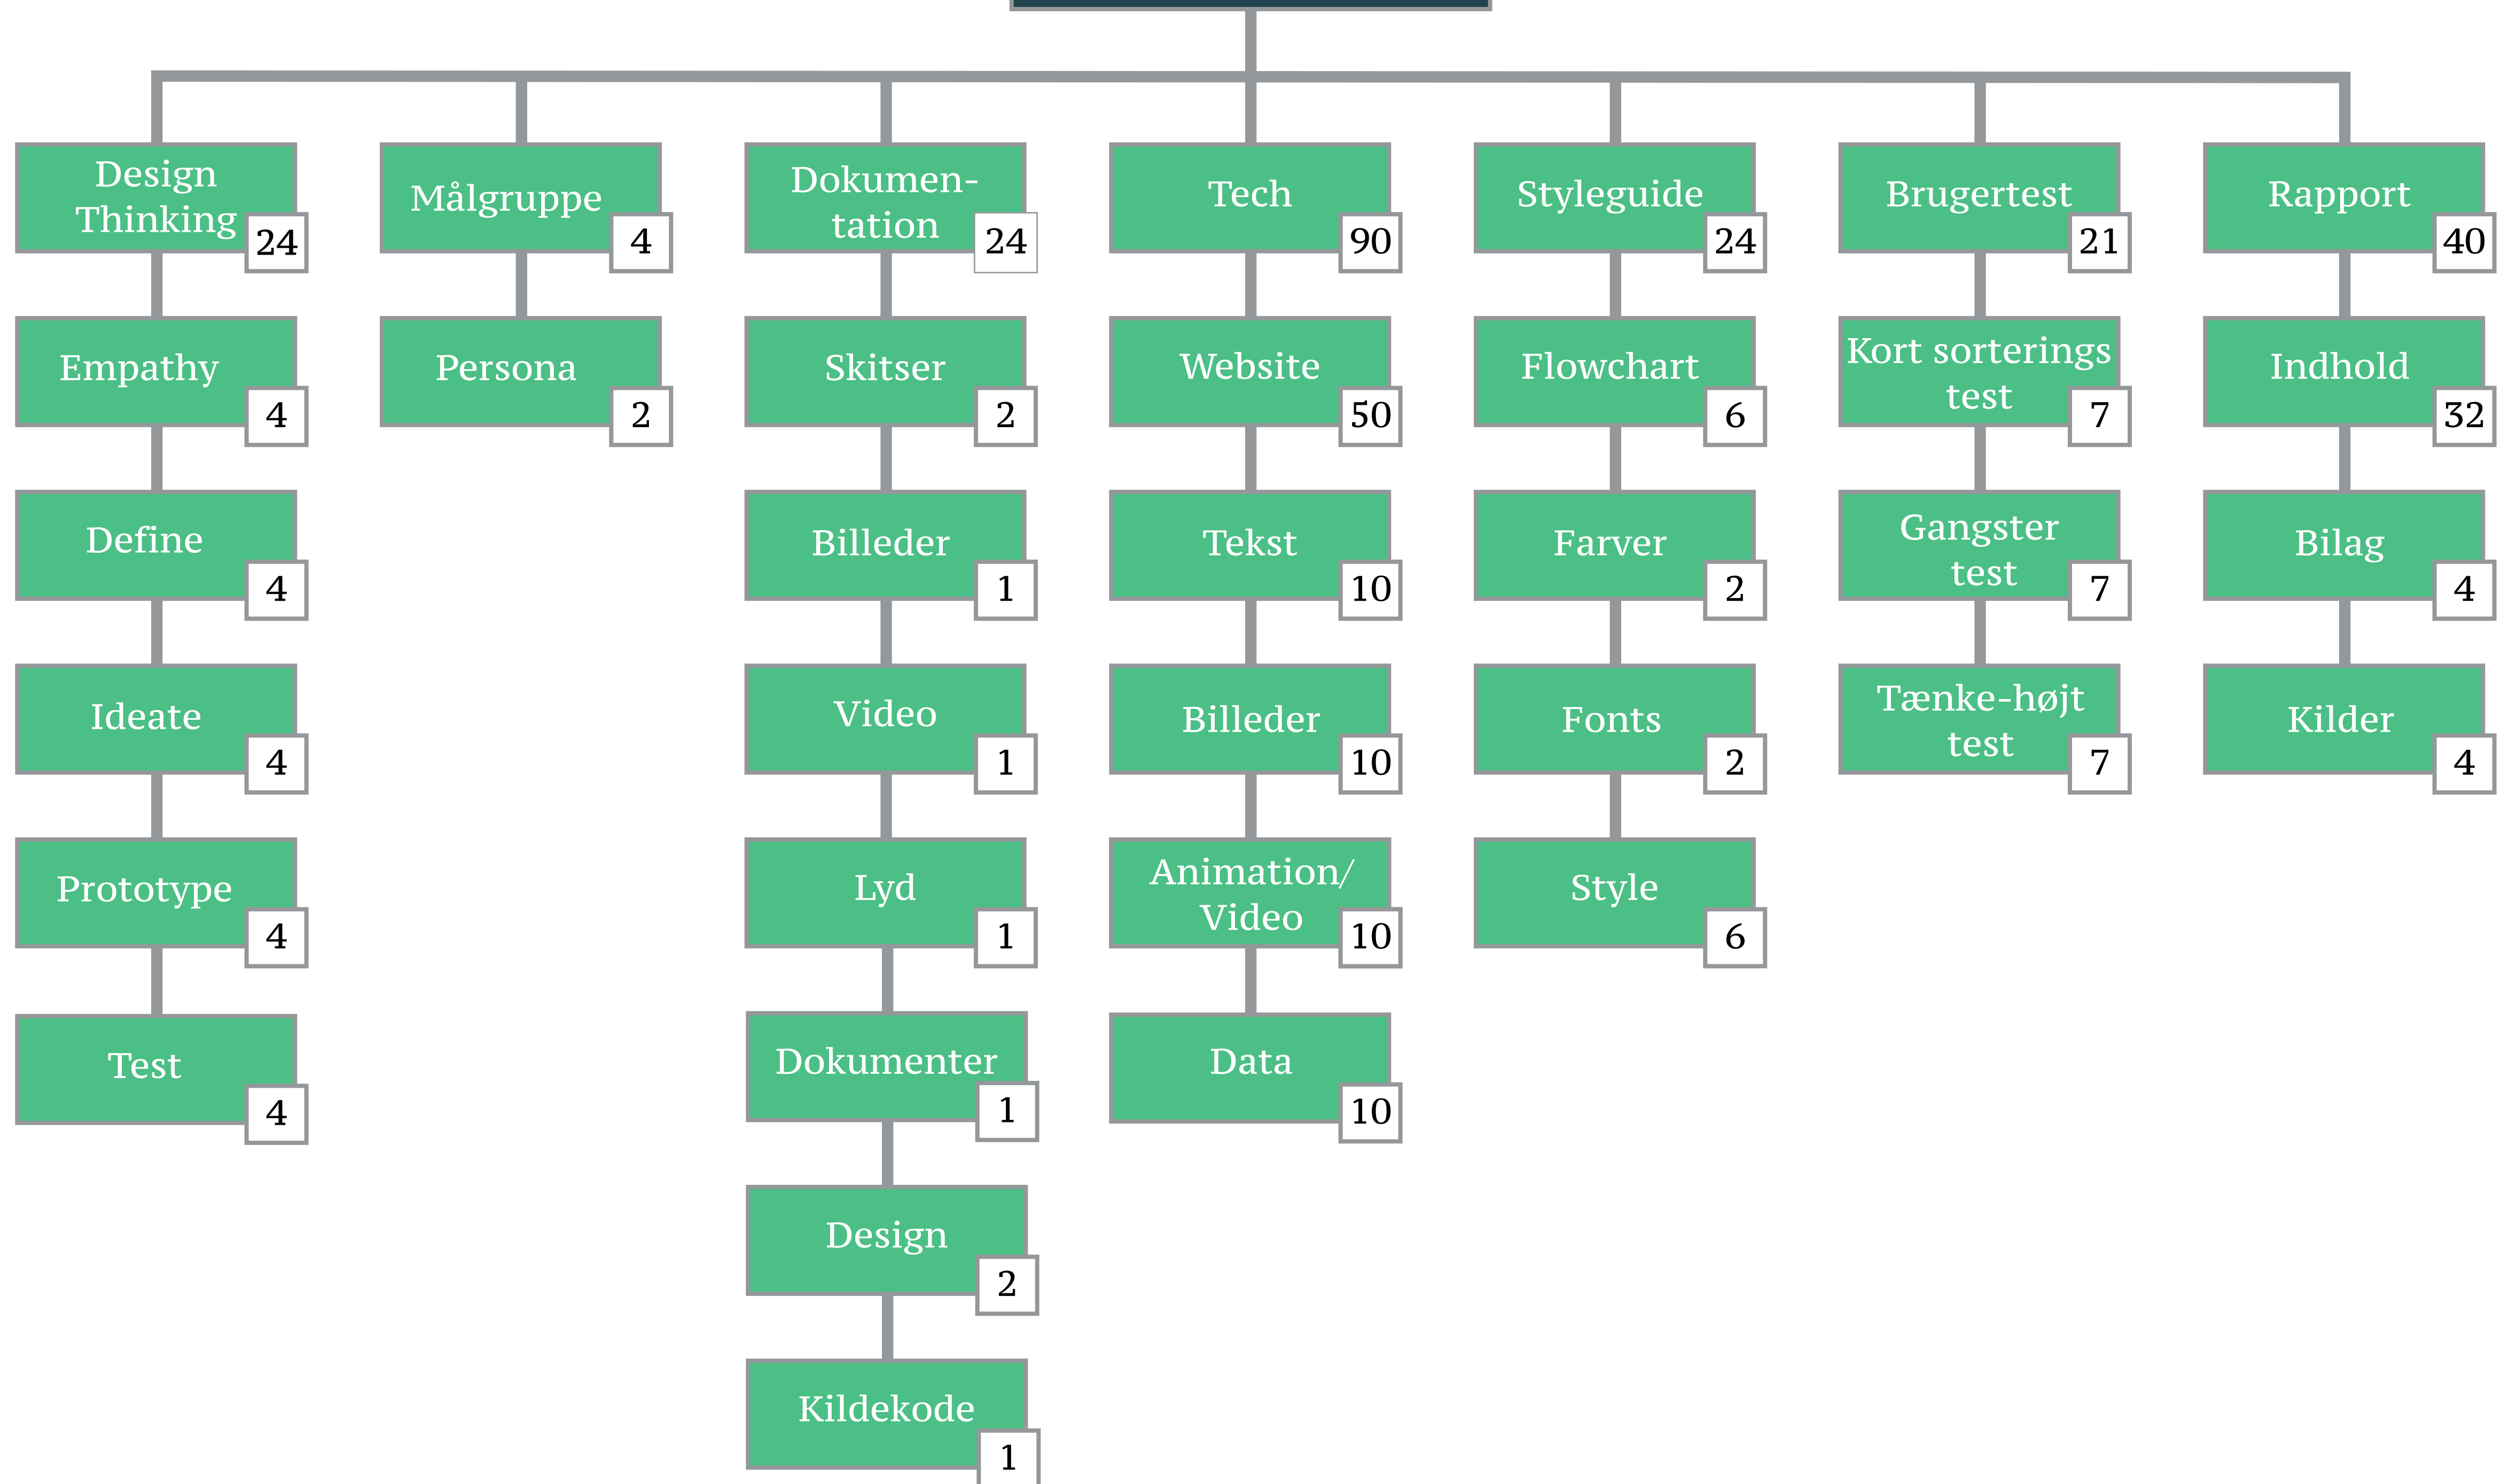 Design
Thinking
24
Empathy
4
Define
4
Ideate
4
Prototype
4
Test
4
Målgruppe
4
Persona
2
Dokumen-
tation
24
Skitser
2
Billeder
1
Video
1
Lyd
1
Dokumenter
1
Design
2
Kildekode
1
Tech
90
Website
50
Tekst
10
Billeder
10
Animation/
Video
10
Data
10
Styleguide
24
Flowchart
6
Farver
2
Fonts
2
Style
6
Brugertest
21
Kort sorterings
test
7
Gangster
test
7
Tænke-højt
test
7
Rapport
40
Indhold
32
Bilag
4
Kilder
4